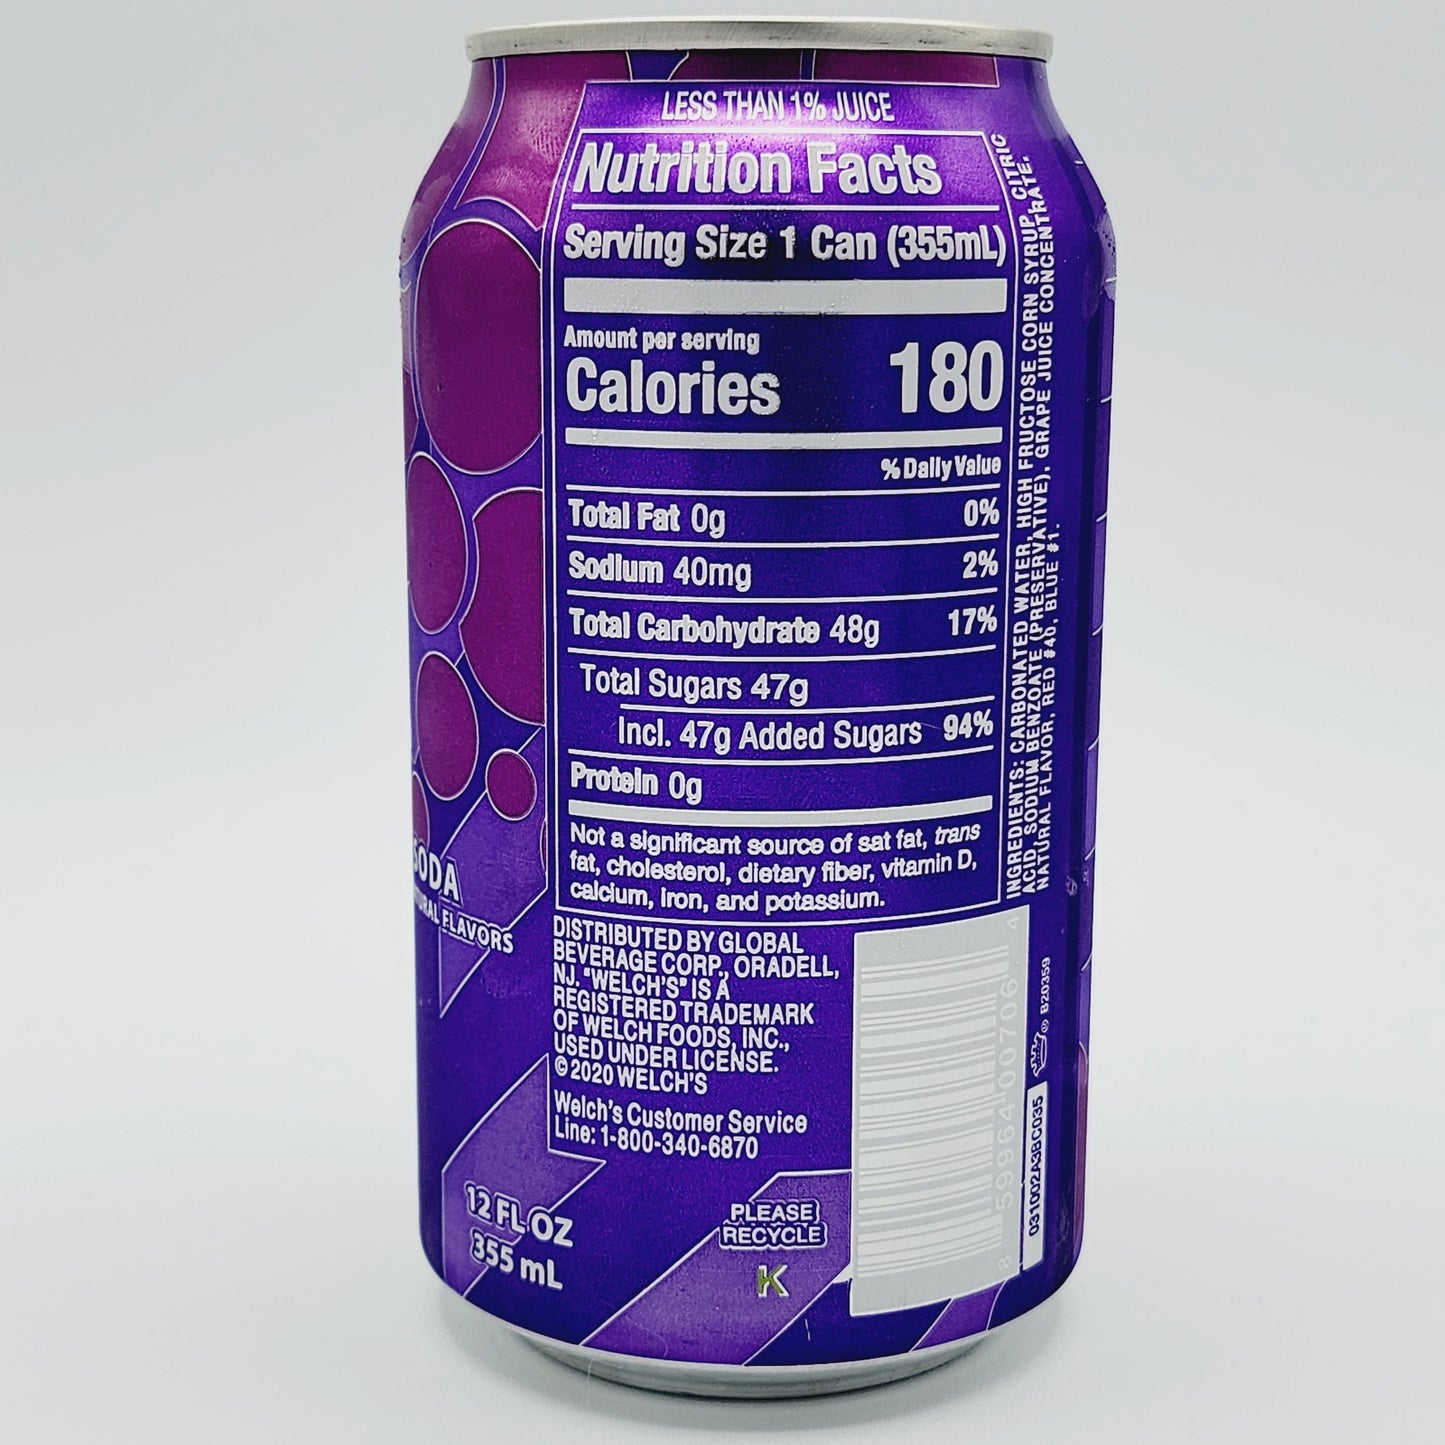 LESS THAN 1% JUICE
Nutrition Facts
Serving Size 1 Can (355mL)
Amount per serving
Calories 180
% Daily Value
Total Fat 0g 0%
Sodium 40mg 2%
Total Carbohydrate 48g 17%
Total Sugars 47g
Incl. 47g Added Sugars 94%
Protein 0g
Not a significant source of sat fat, trans
fat, cholesterol, dietary fiber, vitamin D,
calcium, iron, and potassium.
INGREDIENTS: CARBONATED WATER, HIGH FRUCTOSE CORN SYRUP, CITRIC
ACID, SODIUM BENZOATE (PRESERVATIVE), GRAPE JUICE CONCENTRATE,
NATURAL FLAVOR, RED #40, BLUE #1.
SODA
FLAVORS
DISTRIBUTED BY GLOBAL
BEVERAGE CORP., ORADELL,
NJ. "WELCH'S" IS A
REGISTERED TRADEMARK
OF WELCH FOODS, INC.,
USED UNDER LICENSE.
© 2020 WELCH'S
Welch's Customer Service
Line: 1-800-340-6870
12 FL OZ
355 mL
PLEASE
RECYCLE
K
8 59964 00706 4
031002A3BC035
® B20359